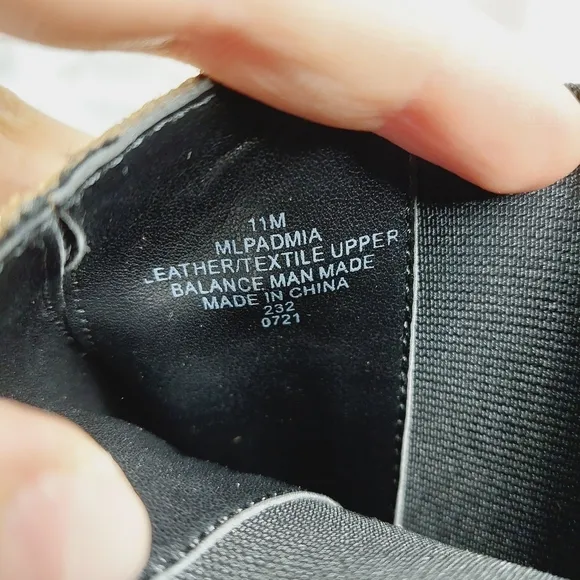 11M
MLPADMIA
LEATHER/TEXTILE UPPER
BALANCE MAN MADE
MADE IN CHINA
232
0721